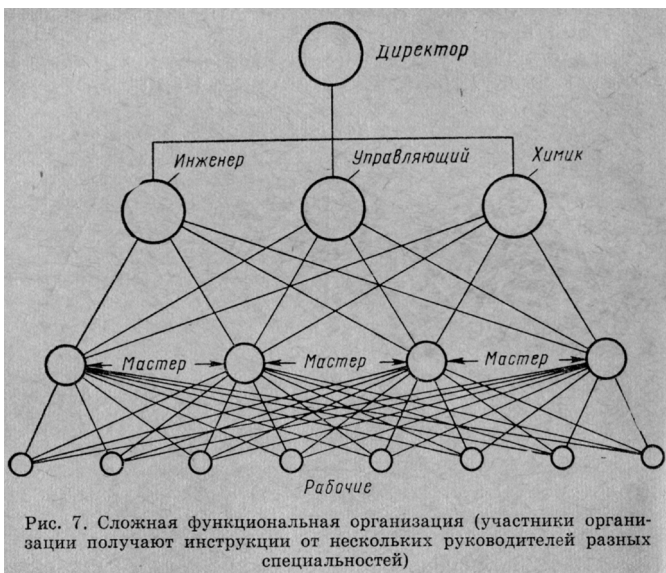 Директор
Инженер
Управляющий
Химик
Мастер
Мастер
Мастер
Рабочие
Рис. 7. Сложная функциональная организация (участники органи-
зации получают инструкции от нескольких руководителей разных
специальностей)